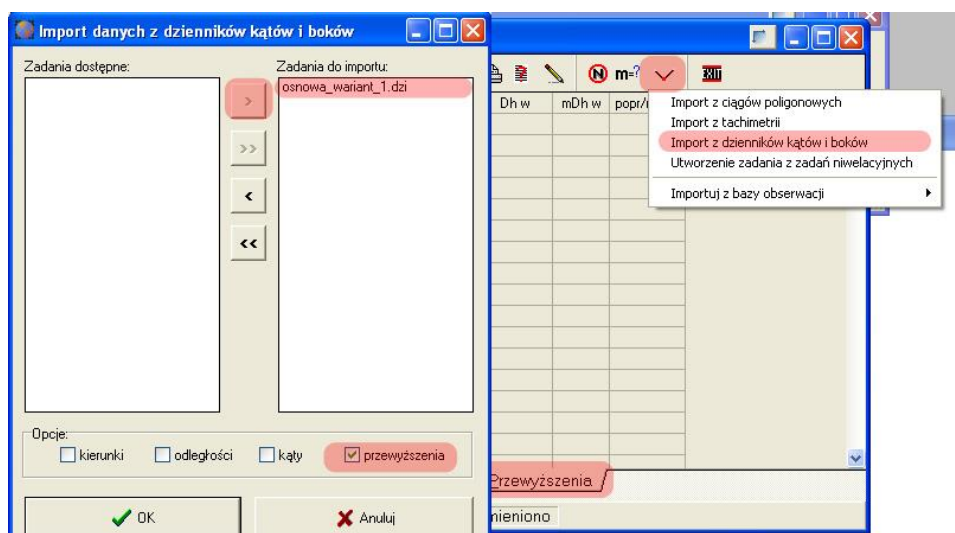 Import danych z dzienników kątów i boków
Zadania dostępne:
Zadania do importu:
osnowa_wariant_1.dzi
>
>>
<
<<
Opcje:
kierunki
odległości
kąty
przewyższenia
OK
Anuluj
N
m=?
EXIT
Dh w
mDh w
Import z ciągów poligonowych
Import z tachimetrii
Import z dzienników kątów i boków
Utworzenie zadania z zadań niwelacyjnych
Importuj z bazy obserwacji
Przewyższenia